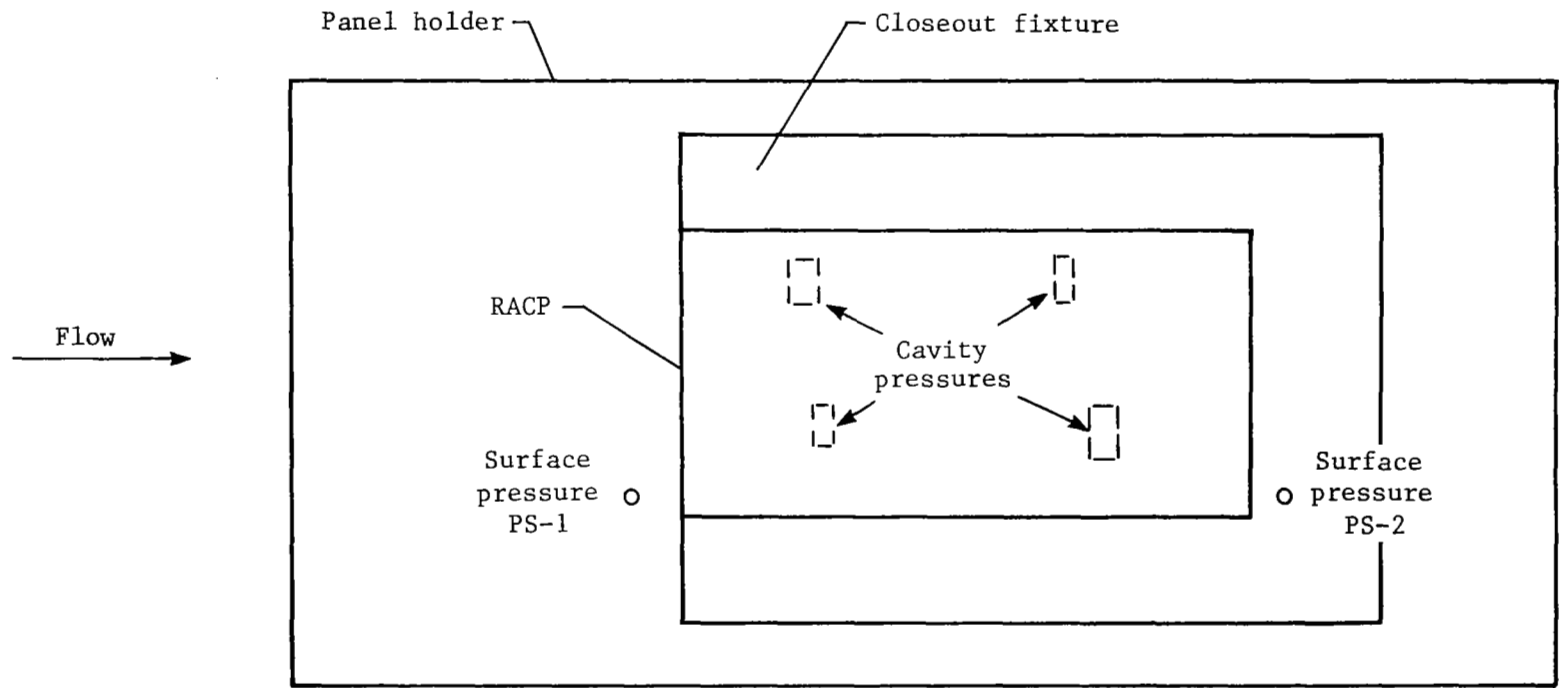 Panel holder
Closeout fixture
RACP
Flow
Cavity
pressures
Surface
pressure
PS-1
Surface
pressure
PS-2